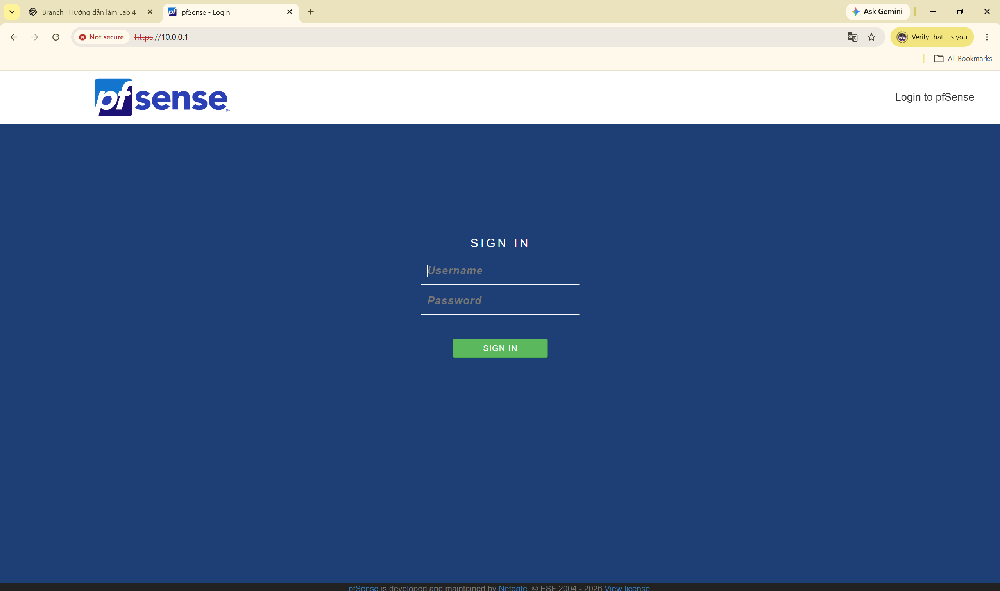 Branch · Hướng dẫn làm Lab 4
pfSense - Login
Ask Gemini
Not secure
https://10.0.0.1
Verify that it's you
All Bookmarks
pfsense®
Login to pfSense
SIGN IN
Username
Password
SIGN IN
pfSense is developed and maintained by Netgate. © ESF 2004 - 2026 View license.